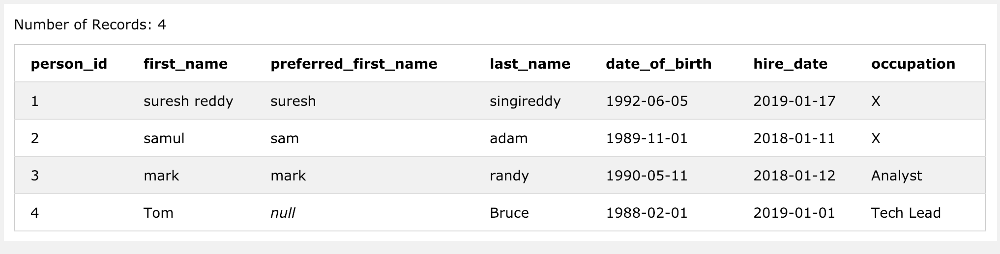 Number of Records: 4
person_id first_name preferred_first_name last_name date_of_birth hire_date occupation
1 suresh reddy suresh singireddy 1992-06-05 2019-01-17 X
2 samul sam adam 1989-11-01 2018-01-11 X
3 mark mark randy 1990-05-11 2018-01-12 Analyst
4 Tom null Bruce 1988-02-01 2019-01-01 Tech Lead